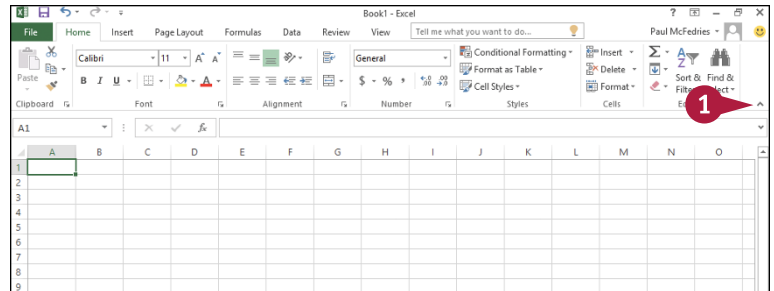 Book1 - Excel
?
File Home Insert Page Layout Formulas Data Review View Tell me what you want to do... Paul McFedries
Calibri 11 A A General Conditional Formatting Insert Σ A Z
Paste B I U A $ - % , .00 Format as Table Delete Sort & Find &
Cell Styles Format Filter
Clipboard Font Alignment Number Styles Cells
1
A1 fx
A B C D E F G H I J K L M N O
1
2
3
4
5
6
7
8
9